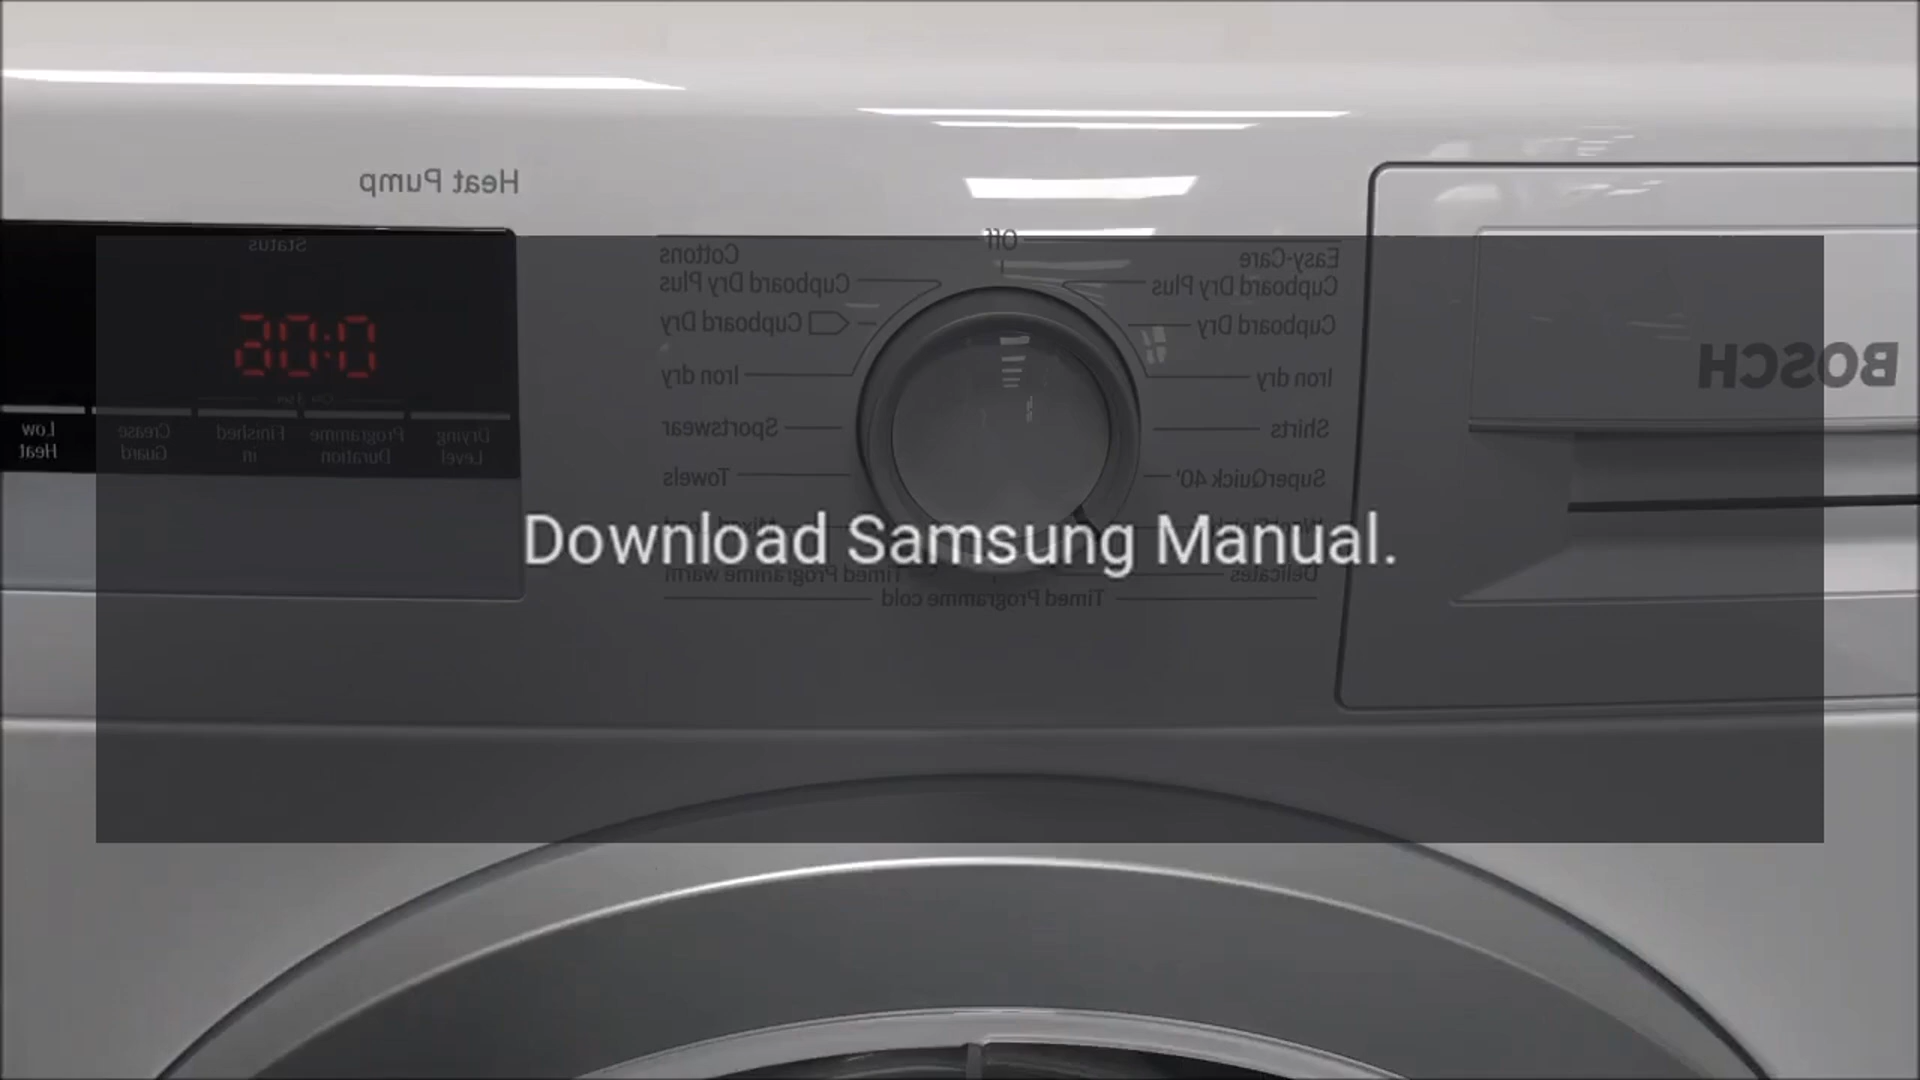 Heat Pump
Status
0:06
Low Heat
Crease Guard
Finished in
Programme Duration
Drying Level
Off
Cottons
Cupboard Dry Plus
Cupboard Dry
Iron dry
Sportswear
Towels
Timed Programme warm
Easy-Care
Cupboard Dry Plus
Cupboard Dry
Iron dry
Shirts
SuperQuick 40'
Delicates
Timed Programme cold
BOSCH
Download Samsung Manual.